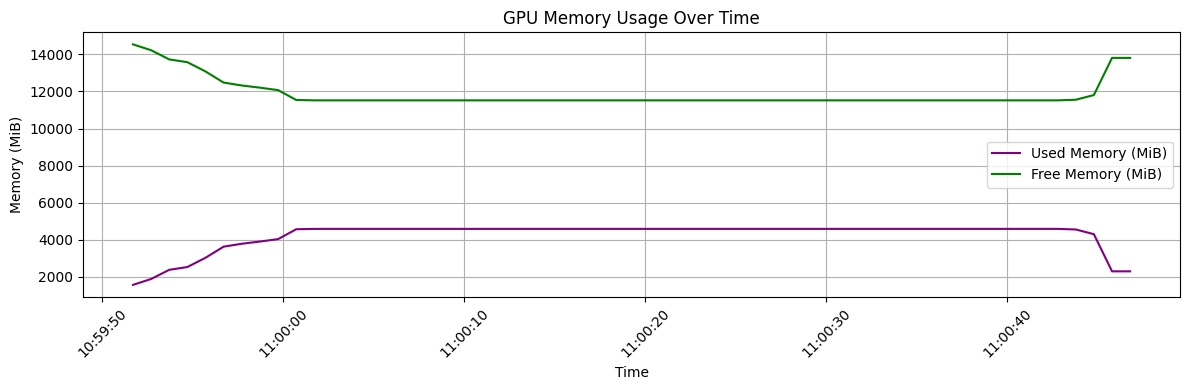 GPU Memory Usage Over Time
Memory (MiB)
14000
12000
10000
8000
6000
4000
2000
Used Memory (MiB)
Free Memory (MiB)
10:59:50
11:00:00
11:00:10
11:00:20
11:00:30
11:00:40
Time